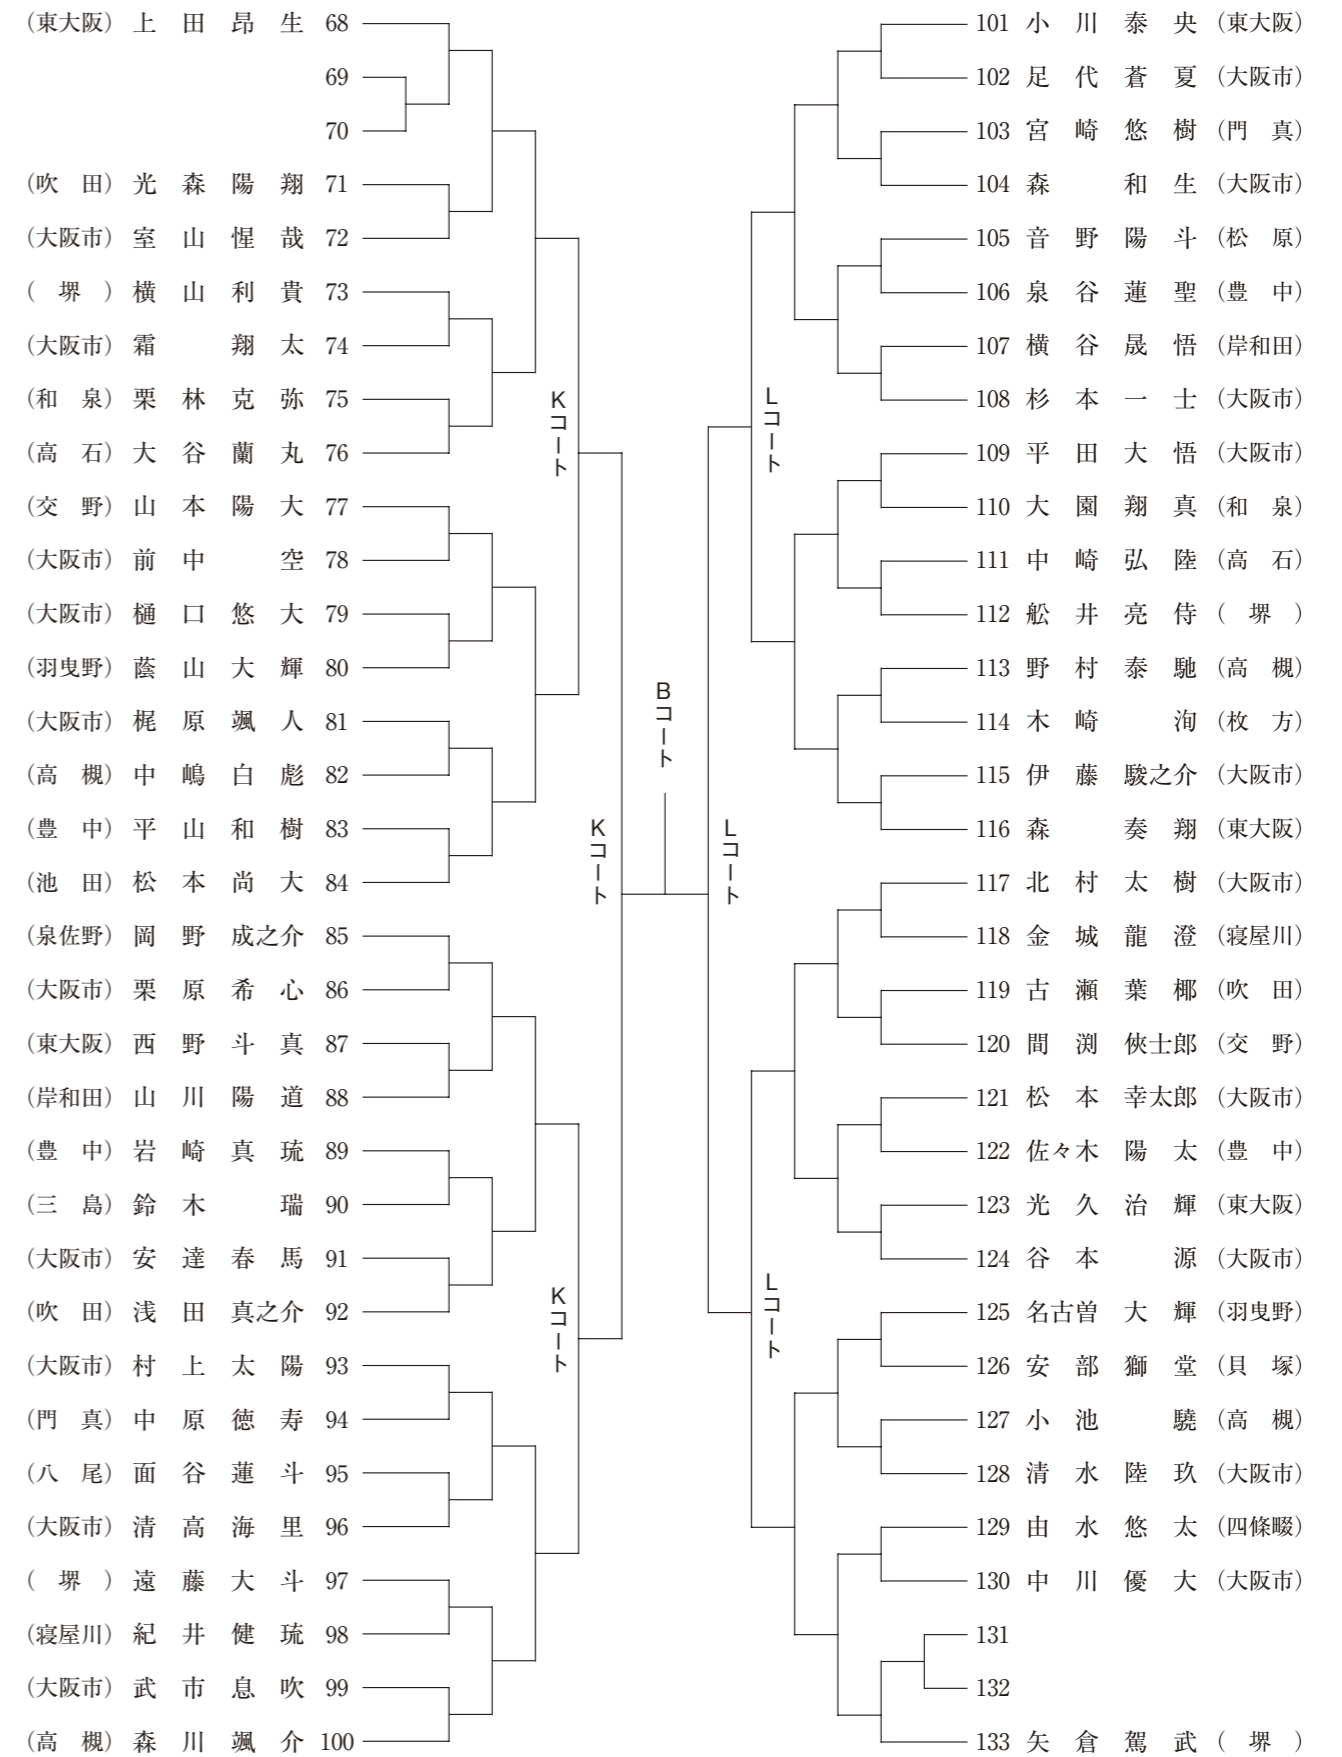 (東大阪) 上田昂生 68
69
70
(吹田) 光森陽翔 71
(大阪市) 室山惺哉 72
(堺) 横山利貴 73
(大阪市) 霜翔太 74
(和泉) 栗林克弥 75
(高石) 大谷蘭丸 76
(交野) 山本陽大 77
(大阪市) 前中空 78
(大阪市) 樋口悠大 79
(羽曳野) 蔭山大輝 80
(大阪市) 梶原颯人 81
(高槻) 中嶋白彪 82
(豊中) 平山和樹 83
(池田) 松本尚大 84
(泉佐野) 岡野成之介 85
(大阪市) 栗原希心 86
(東大阪) 西野斗真 87
(岸和田) 山川陽道 88
(豊中) 岩崎真琉 89
(三島) 鈴木瑞 90
(大阪市) 安達春馬 91
(吹田) 浅田真之介 92
(大阪市) 村上太陽 93
(門真) 中原徳寿 94
(八尾) 面谷蓮斗 95
(大阪市) 清高海里 96
(堺) 遠藤大斗 97
(寝屋川) 紀井健琉 98
(大阪市) 武市息吹 99
(高槻) 森川颯介 100
Kコート
Kコート
Kコート
Bコート
Lコート
Lコート
Lコート
101 小川泰央 (東大阪)
102 足代蒼夏 (大阪市)
103 宮崎悠樹 (門真)
104 森和生 (大阪市)
105 音野陽斗 (松原)
106 泉谷蓮聖 (豊中)
107 横谷晟悟 (岸和田)
108 杉本一士 (大阪市)
109 平田大悟 (大阪市)
110 大園翔真 (和泉)
111 中崎弘陸 (高石)
112 舩井亮侍 (堺)
113 野村泰馳 (高槻)
114 木崎洵 (枚方)
115 伊藤駿之介 (大阪市)
116 森奏翔 (東大阪)
117 北村太樹 (大阪市)
118 金城龍澄 (寝屋川)
119 古瀬葉椰 (吹田)
120 間渕俠士郎 (交野)
121 松本幸太郎 (大阪市)
122 佐々木陽太 (豊中)
123 光久治輝 (東大阪)
124 谷本源 (大阪市)
125 名古曽大輝 (羽曳野)
126 安部獅堂 (貝塚)
127 小池驍 (高槻)
128 清水陸玖 (大阪市)
129 由水悠太 (四條畷)
130 中川優大 (大阪市)
131
132
133 矢倉駕武 (堺)